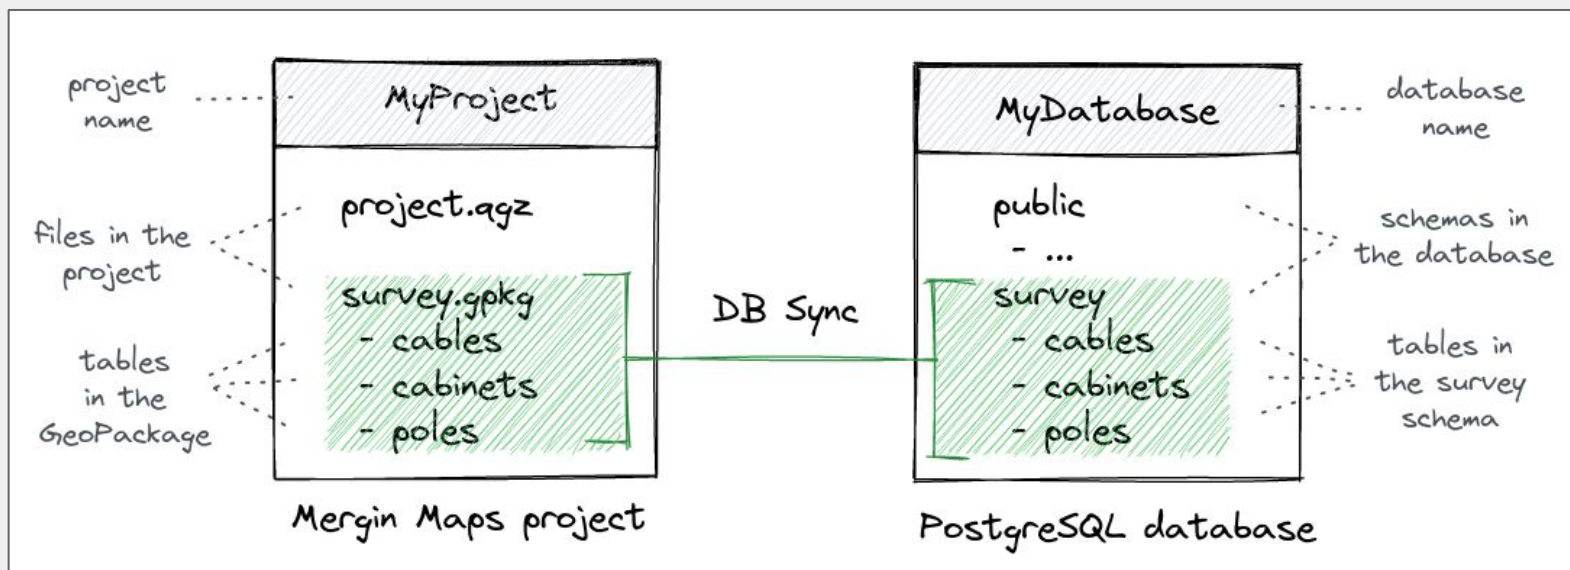 project
name
MyProject
files in the
project
project.qgz
survey.gpkg
- cables
- cabinets
- poles
tables
in the
GeoPackage
Mergin Maps project
DB Sync
MyDatabase
database
name
public
- ...
survey
- cables
- cabinets
- poles
schemas in
the database
tables in
the survey
schema
PostgreSQL database